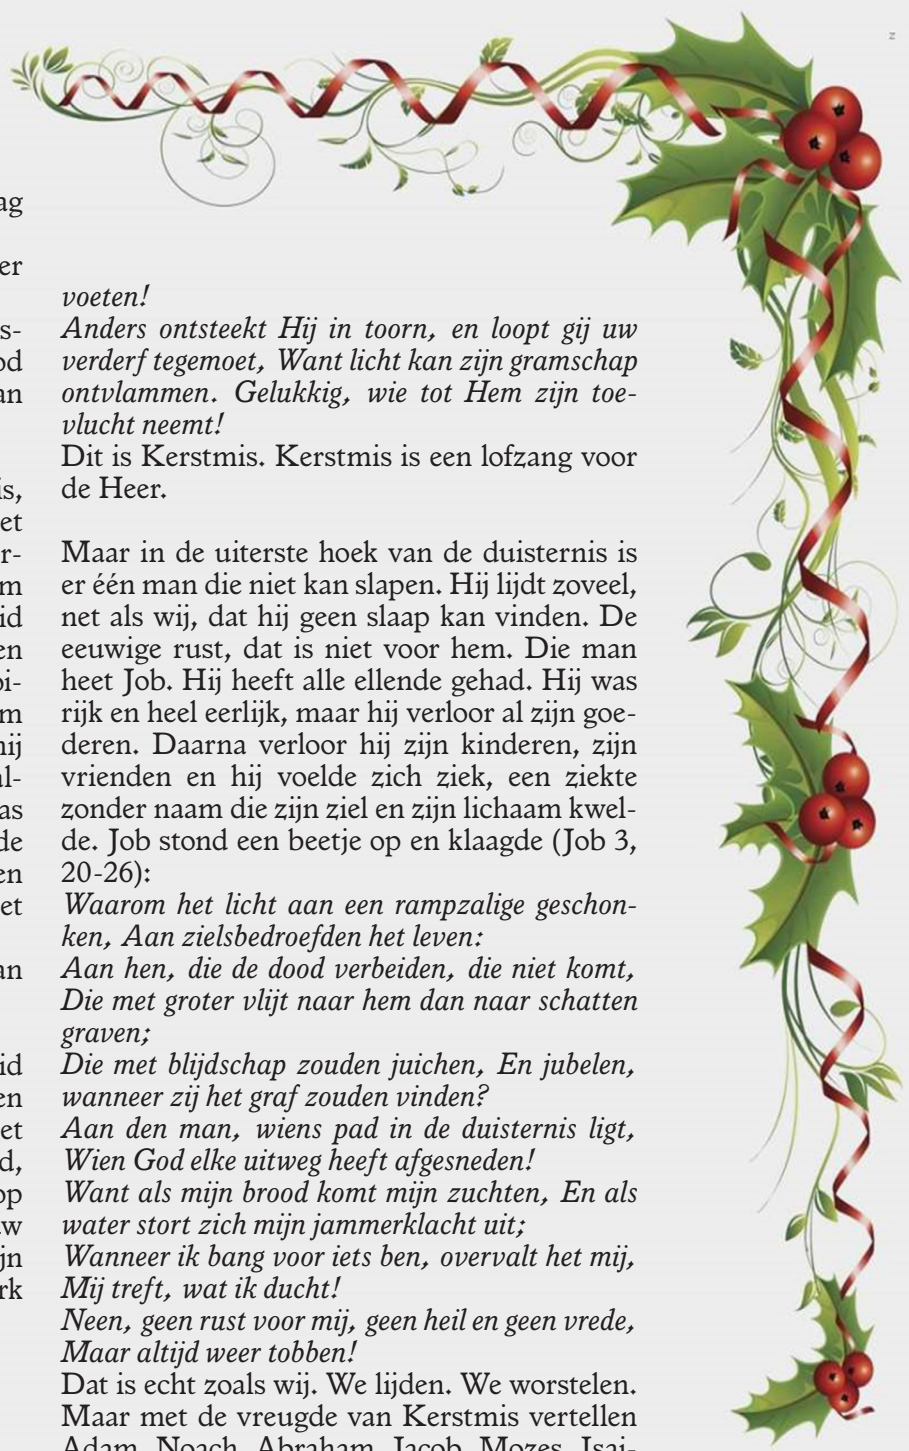 voeten!
Anders ontsteekt Hij in toorn, en loopt gij uw
verderf tegemoet, Want licht kan zijn gramschap
ontvlammen. Gelukkig, wie tot Hem zijn toe-
vlucht neemt!
Dit is Kerstmis. Kerstmis is een lofzang voor
de Heer.
Maar in de uiterste hoek van de duisternis is
er één man die niet kan slapen. Hij lijdt zoveel,
net als wij, dat hij geen slaap kan vinden. De
eeuwige rust, dat is niet voor hem. Die man
heet Job. Hij heeft alle ellende gehad. Hij was
rijk en heel eerlijk, maar hij verloor al zijn goe-
deren. Daarna verloor hij zijn kinderen, zijn
vrienden en hij voelde zich ziek, een ziekte
zonder naam die zijn ziel en zijn lichaam kwel-
de. Job stond een beetje op en klaagde (Job 3,
20-26):
Waarom het licht aan een rampzalige geschon-
ken, Aan zielsbedroefden het leven:
Aan hen, die de dood verbeiden, die niet komt,
Die met groter vlijt naar hem dan naar schatten
graven;
Die met blijdschap zouden juichen, En jubelen,
wanneer zij het graf zouden vinden?
Aan den man, wiens pad in de duisternis ligt,
Wien God elke uitweg heeft afgesneden!
Want als mijn brood komt mijn zuchten, En als
water stort zich mijn jammerklacht uit;
Wanneer ik bang voor iets ben, overvalt het mij,
Mij treft, wat ik ducht!
Neen, geen rust voor mij, geen heil en geen vrede,
Maar altijd weer tobben!
Dat is echt zoals wij. We lijden. We worstelen.
Maar met de vreugde van Kerstmis vertellen
Adam Noach Abraham Jacob Mozes Isai-